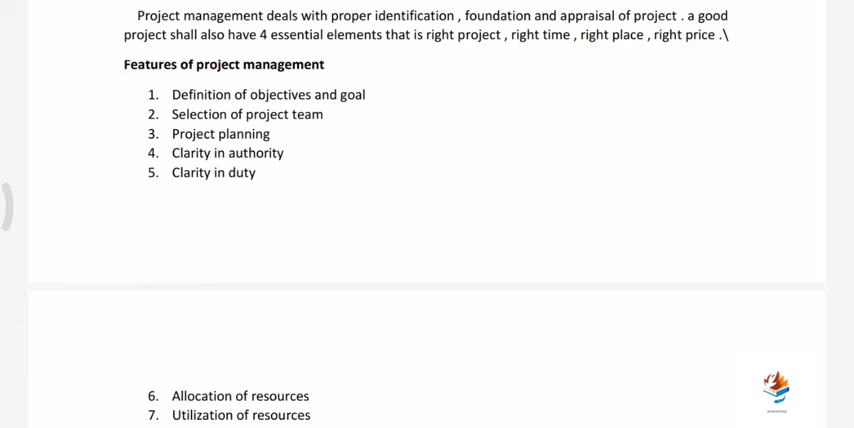 Project management deals with proper identification , foundation and appraisal of project . a good
project shall also have 4 essential elements that is right project , right time , right place , right price .\
Features of project management
1. Definition of objectives and goal
2. Selection of project team
3. Project planning
4. Clarity in authority
5. Clarity in duty
6. Allocation of resources
7. Utilization of resources